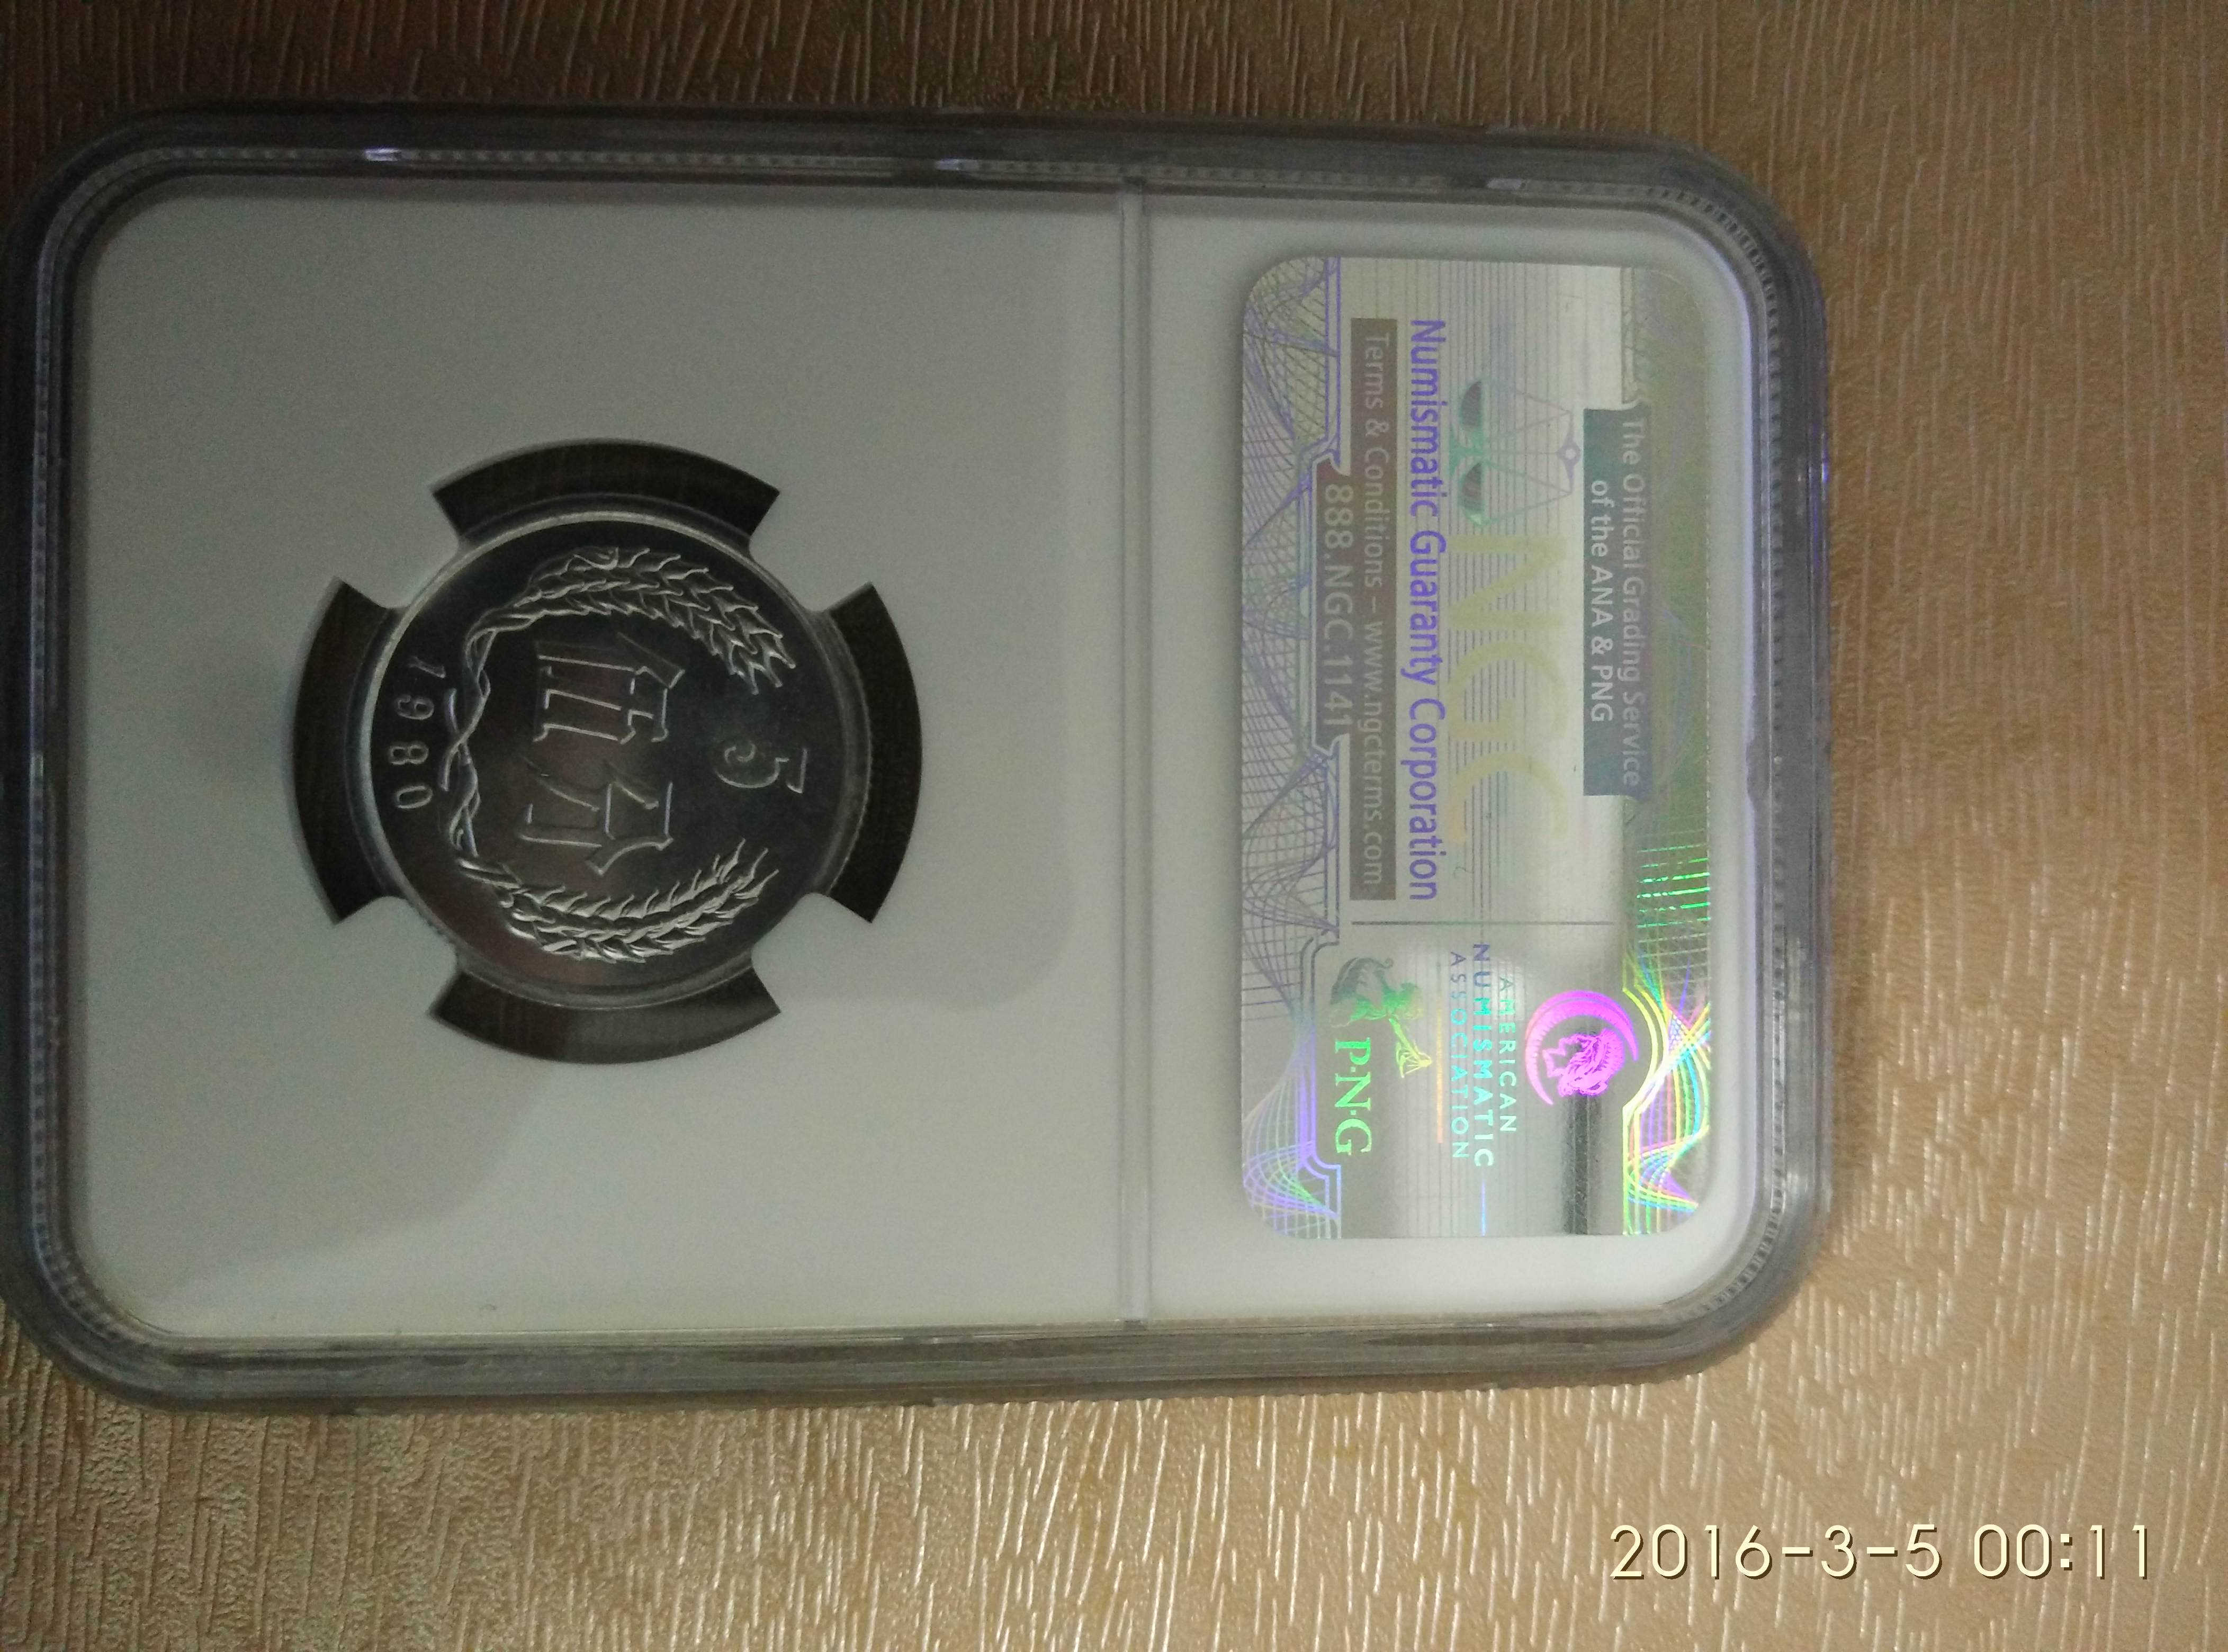 The Official Grading Service
of the ANA & PNG
NGC
Numismatic Guaranty Corporation
Terms & Conditions – www.ngcterms.com
888.NGC.1141
AMERICAN
NUMISMATIC
ASSOCIATION
P·N·G
5
伍分
1980
2016-3-5 00:11